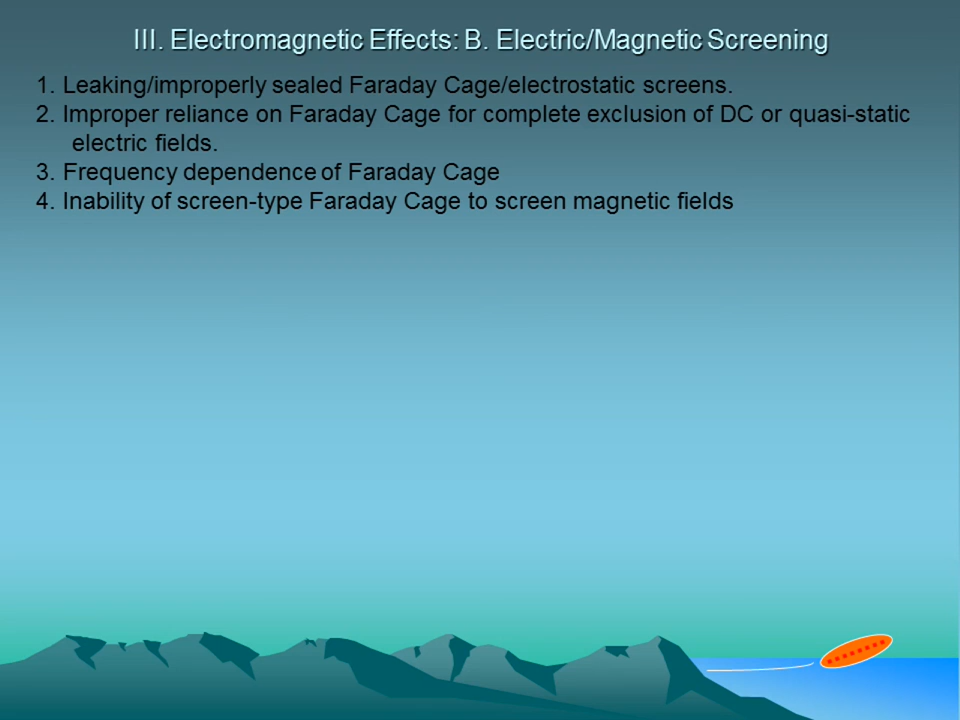 III. Electromagnetic Effects: B. Electric/Magnetic Screening
1. Leaking/improperly sealed Faraday Cage/electrostatic screens.
2. Improper reliance on Faraday Cage for complete exclusion of DC or quasi-static
electric fields.
3. Frequency dependence of Faraday Cage
4. Inability of screen-type Faraday Cage to screen magnetic fields